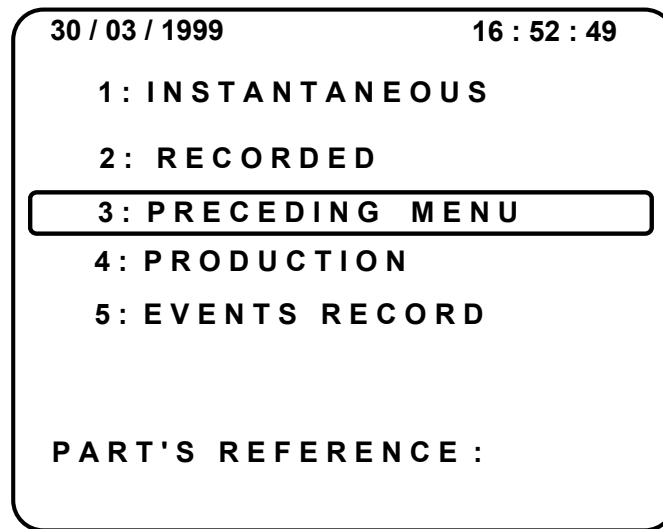 30 / 03 / 1999 16 : 52 : 49
1: INSTANTANEOUS
2: RECORDED
3: PRECEDING MENU
4: PRODUCTION
5: EVENTS RECORD
PART'S REFERENCE :